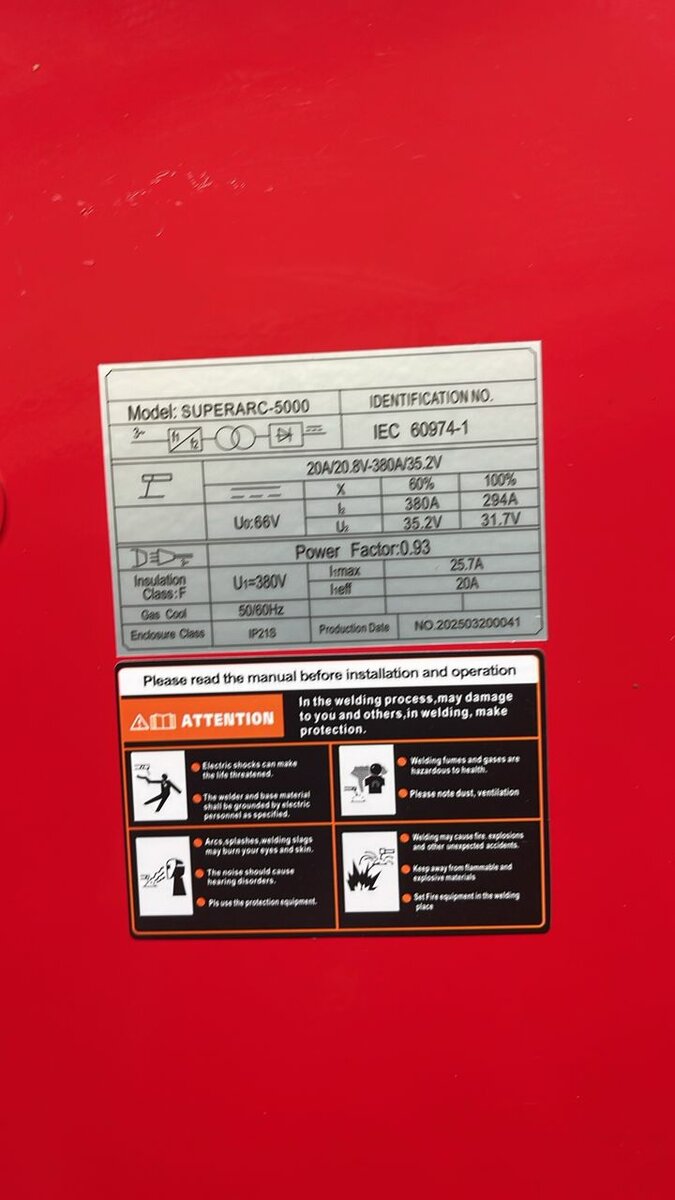 Model: SUPERARC-5000
IDENTIFICATION NO.
3~ f1 f2
IEC 60974-1
20A/20.8V-380A/35.2V
X 60% 100%
U0:66V
I2 380A 294A
U2 35.2V 31.7V
Power Factor:0.93
Insulation
Class:F
U1=380V
I1max 25.7A
I1eff 20A
Gas Cool 50/60Hz
Enclosure Class IP21S Production Date NO.202503200041
Please read the manual before installation and operation
ATTENTION
In the welding process,may damage
to you and others,in welding, make
protection.
Electric shocks can make
the life threatened.
The welder and base material
shall be grounded by electric
personnel as specified.
Welding fumes and gases are
hazardous to health.
Please note dust, ventilation
Arcs,splashes,welding slags
may burn your eyes and skin.
The noise should cause
hearing disorders.
Pls use the protection equipment.
Welding may cause fire, explosions
and other unexpected accidents.
Keep away from flammable and
explosive materials
Set Fire equipment in the welding
place